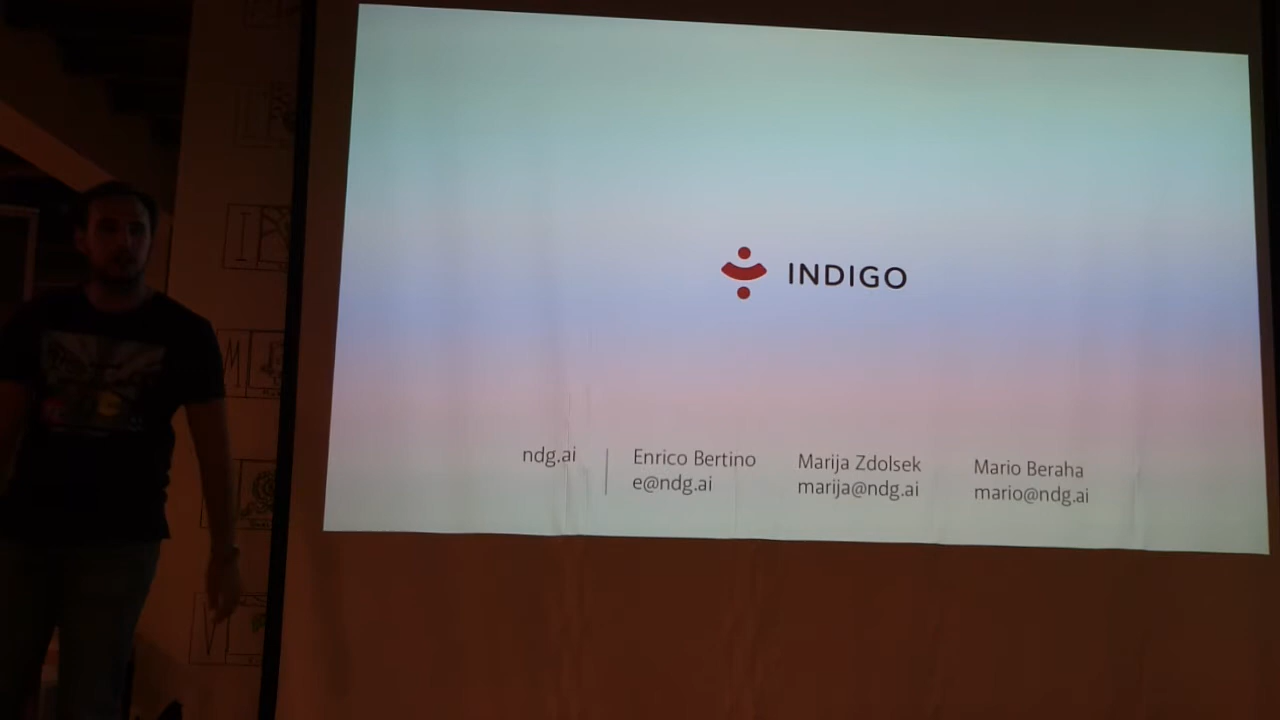 INDIGO
ndg.ai
Enrico Bertino
e@ndg.ai
Marija Zdolsek
marija@ndg.ai
Mario Beraha
mario@ndg.ai